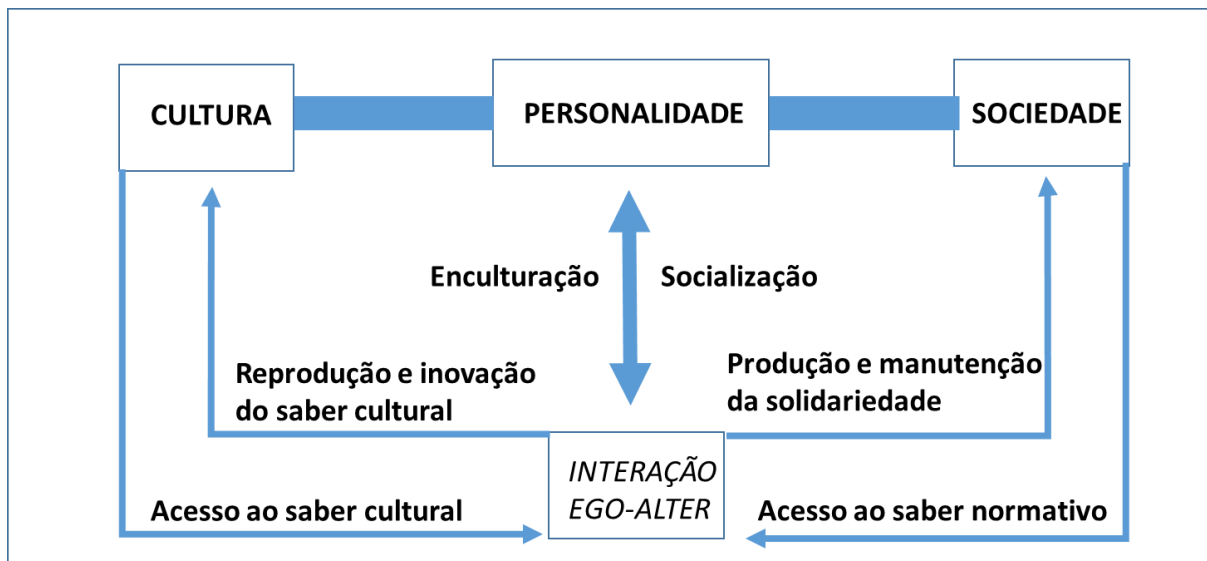 CULTURA
PERSONALIDADE
SOCIEDADE
Enculturação
Socialização
Reprodução e inovação
do saber cultural
Produção e manutenção
da solidariedade
INTERAÇÃO
EGO-ALTER
Acesso ao saber cultural
Acesso ao saber normativo